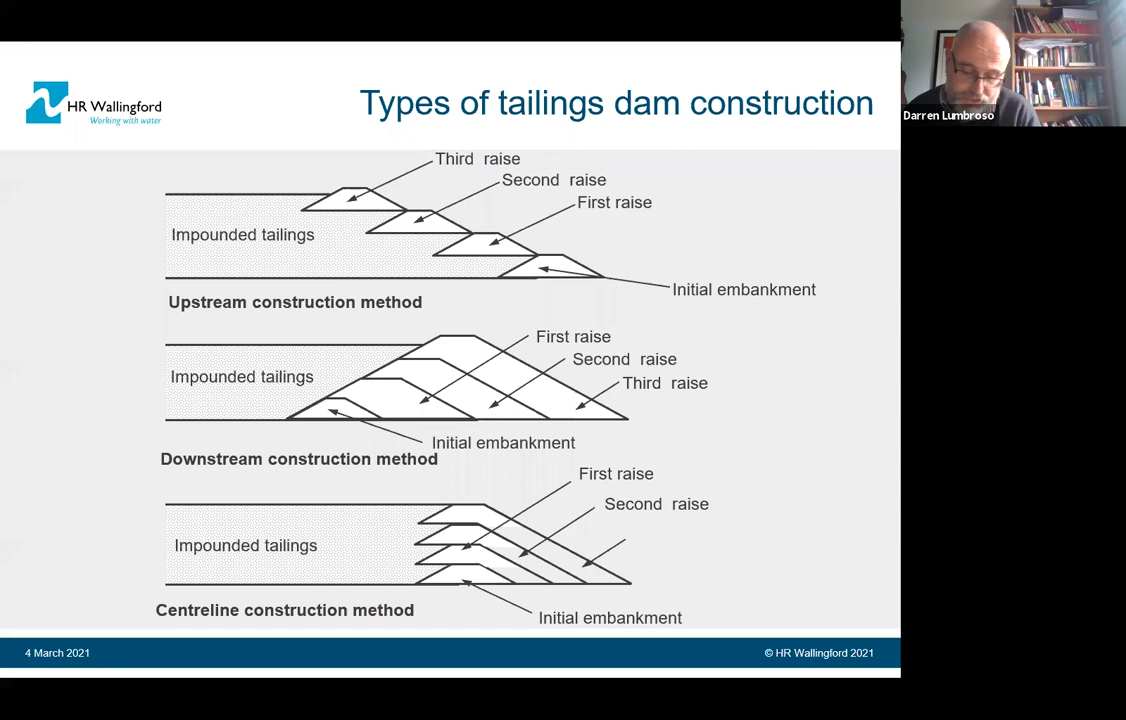 HR Wallingford
Working with water
Types of tailings dam construction
Darren Lumbroso
Third raise
Second raise
First raise
Impounded tailings
Initial embankment
Upstream construction method
First raise
Second raise
Impounded tailings
Third raise
Initial embankment
Downstream construction method
First raise
Second raise
Impounded tailings
Centreline construction method
Initial embankment
4 March 2021
© HR Wallingford 2021